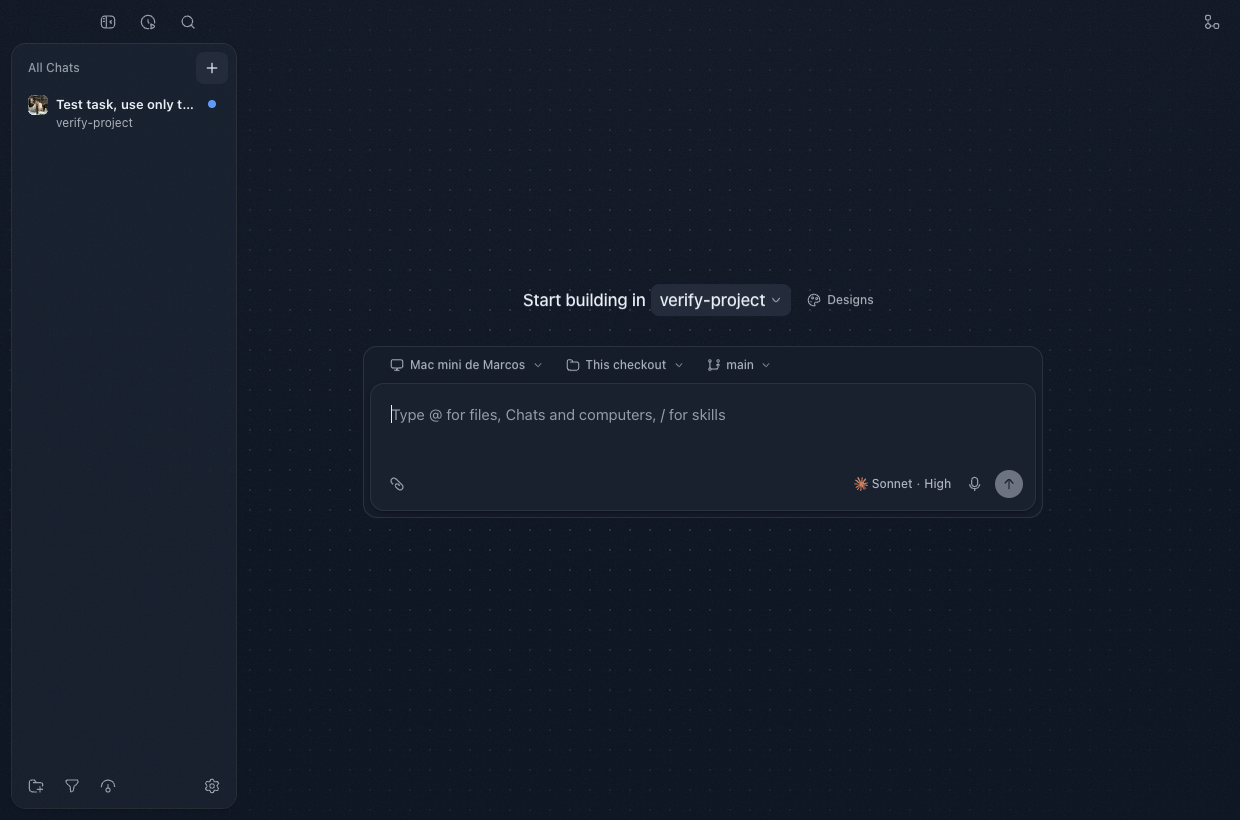 All Chats
Test task, use only t...
verify-project
Start building in verify-project Designs
Mac mini de Marcos This checkout main
Type @ for files, Chats and computers, / for skills
Sonnet · High